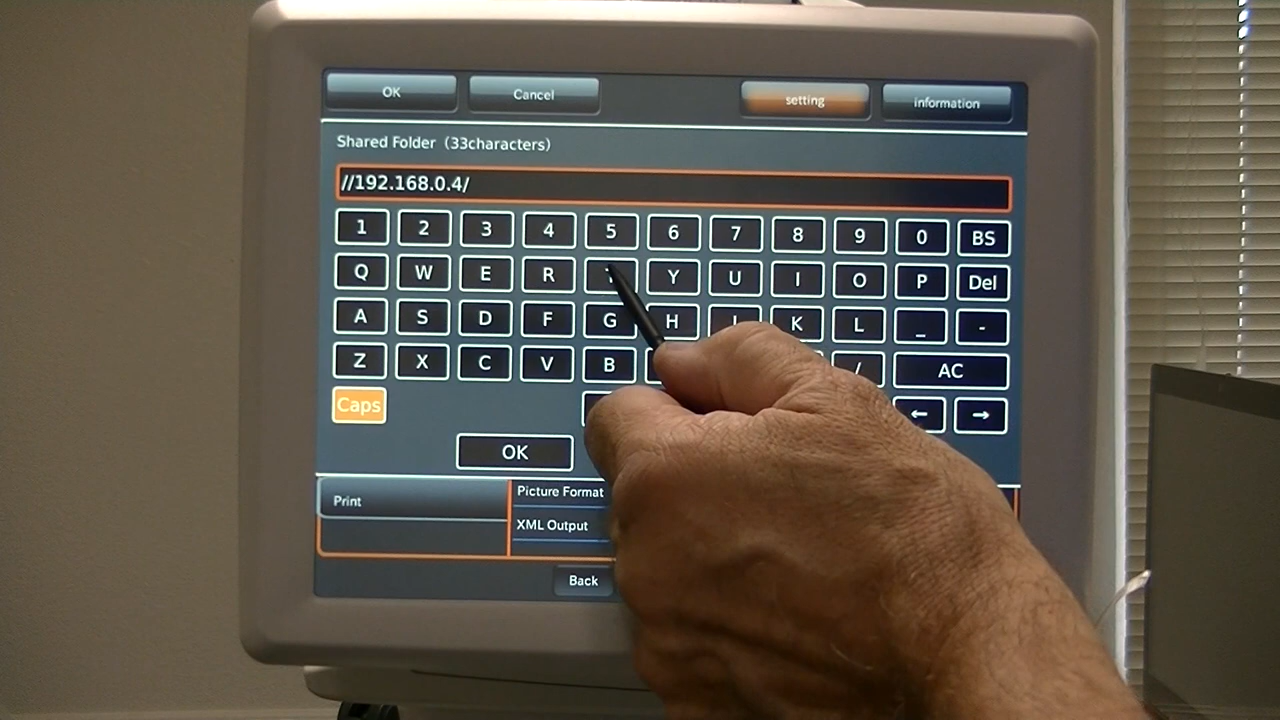 OK Cancel setting information
Shared Folder (33characters)
//192.168.0.4/
1 2 3 4 5 6 7 8 9 0 BS
Q W E R Y U I O P Del
A S D F G H K L _ -
Z X C V B / AC
Caps ← →
OK
Print Picture Format
XML Output
Back